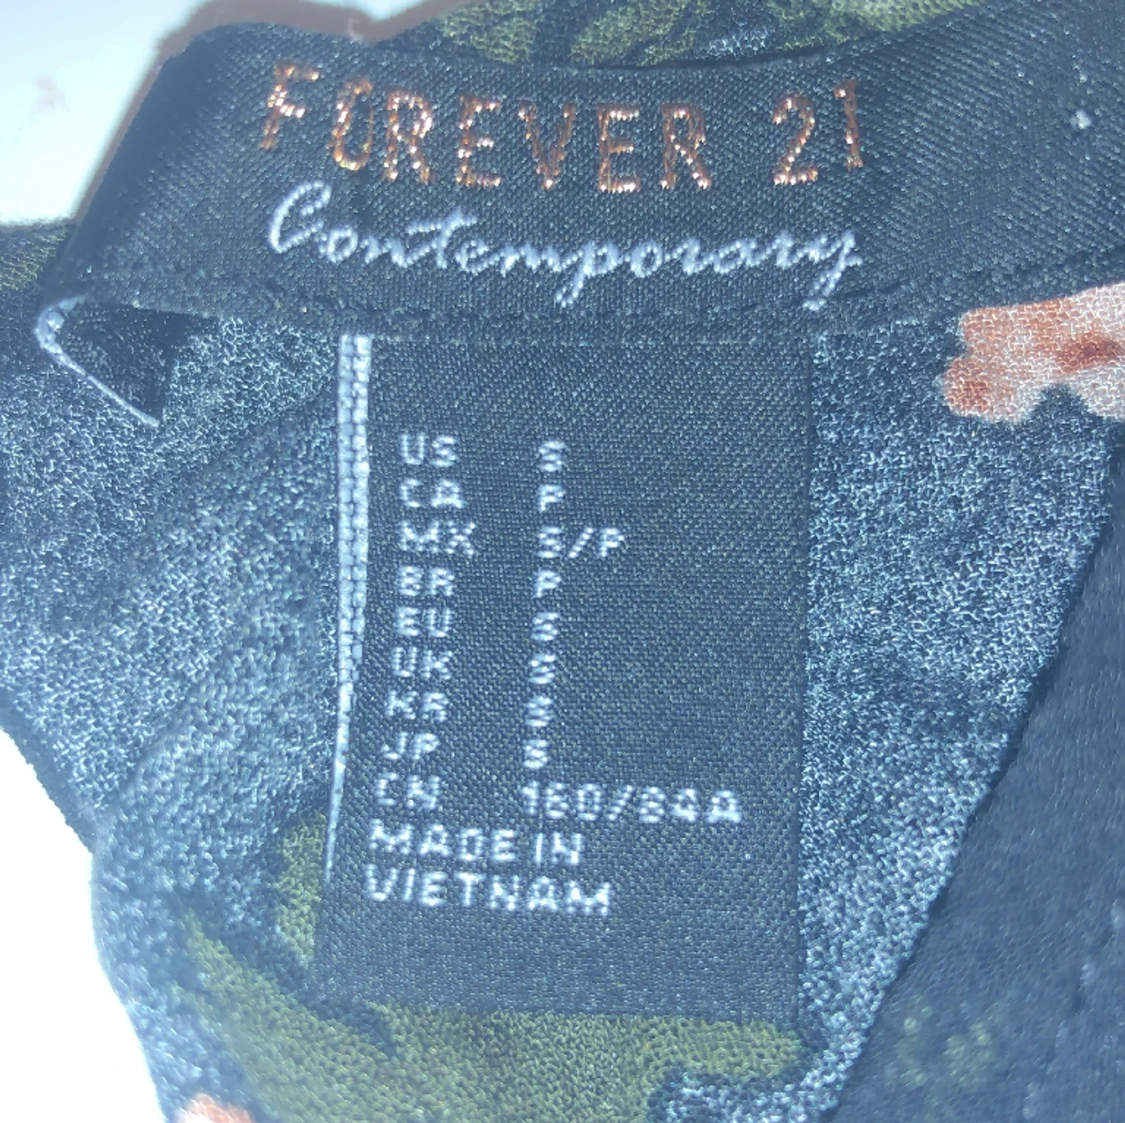 FOREVER 21
Contemporary
US S
CA P
MX S/P
BR P
EU S
UK S
KR S
JP S
CN 160/84A
MADE IN
VIETNAM